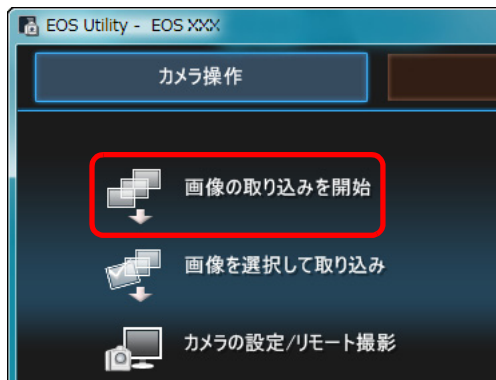 EOS Utility - EOS XXX
カメラ操作
画像の取り込みを開始
画像を選択して取り込み
カメラの設定/リモート撮影